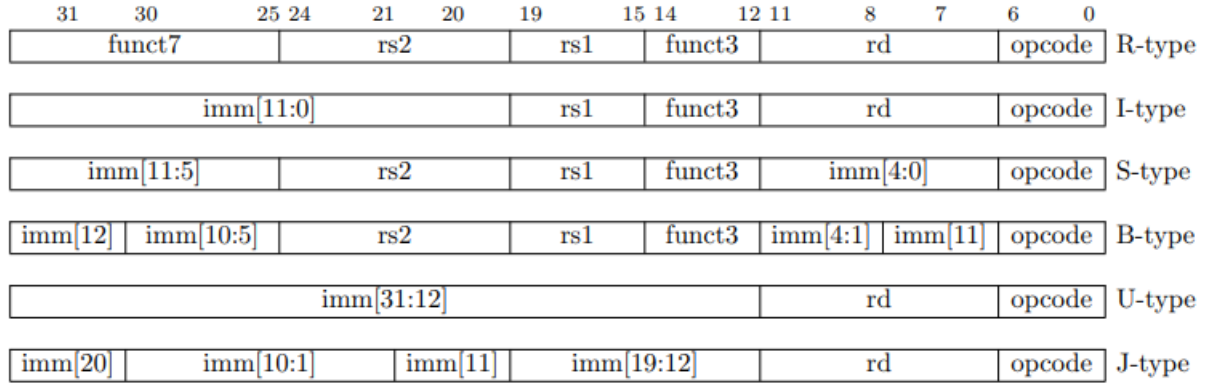 31 30 25 24 21 20 19 15 14 12 11 8 7 6 0
funct7 rs2 rs1 funct3 rd opcode R-type
imm[11:0] rs1 funct3 rd opcode I-type
imm[11:5] rs2 rs1 funct3 imm[4:0] opcode S-type
imm[12] imm[10:5] rs2 rs1 funct3 imm[4:1] imm[11] opcode B-type
imm[31:12] rd opcode U-type
imm[20] imm[10:1] imm[11] imm[19:12] rd opcode J-type